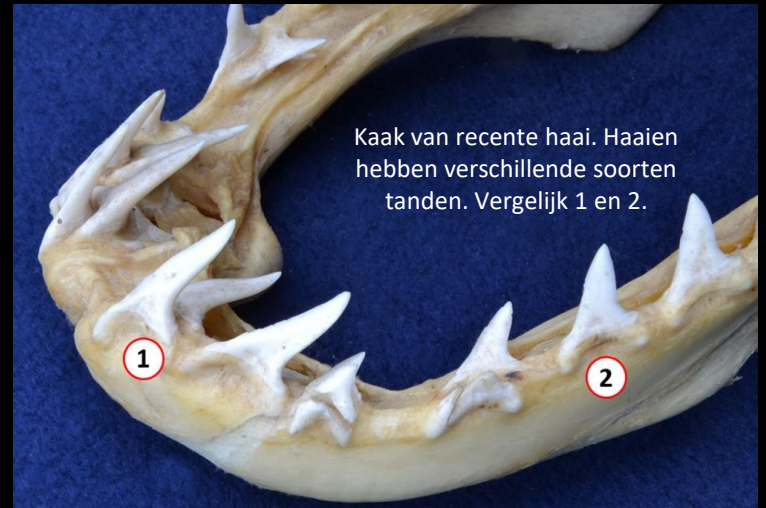 Kaak van recente haai. Haaien
hebben verschillende soorten
tanden. Vergelijk 1 en 2.
1
2